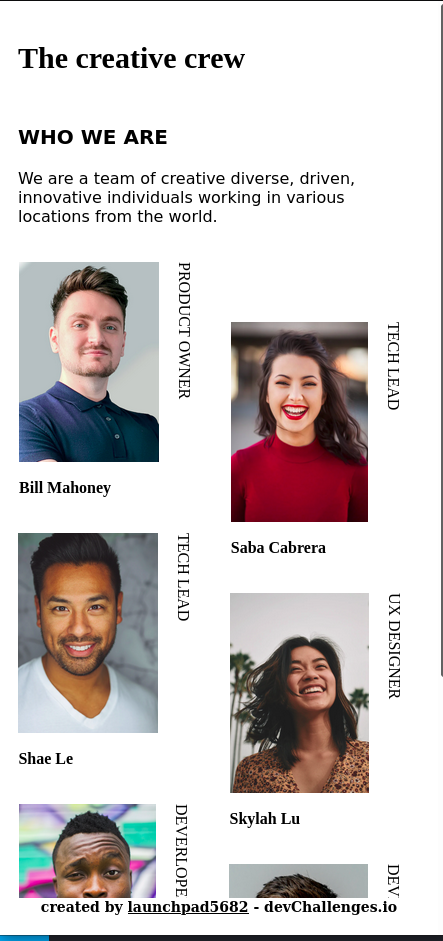 The creative crew
WHO WE ARE
We are a team of creative diverse, driven,
innovative individuals working in various
locations from the world.
PRODUCT OWNER
Bill Mahoney
TECH LEAD
Saba Cabrera
TECH LEAD
Shae Le
UX DESIGNER
Skylah Lu
DEVERLOPE
DEV
created by launchpad5682 - devChallenges.io